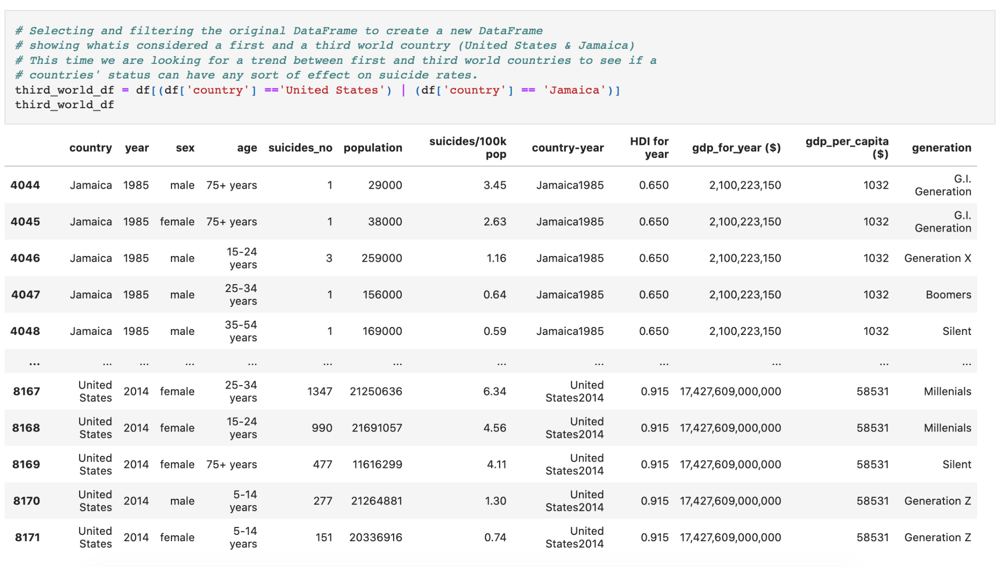 # Selecting and filtering the original DataFrame to create a new DataFrame
# showing whatis considered a first and a third world country (United States & Jamaica)
# This time we are looking for a trend between first and third world countries to see if a
# countries' status can have any sort of effect on suicide rates.
third_world_df = df[(df['country'] =='United States') | (df['country'] == 'Jamaica')]
third_world_df
country year sex age suicides_no population suicides/100k pop country-year HDI for year gdp_for_year ($) gdp_per_capita ($) generation
4044 Jamaica 1985 male 75+ years 1 29000 3.45 Jamaica1985 0.650 2,100,223,150 1032 G.I. Generation
4045 Jamaica 1985 female 75+ years 1 38000 2.63 Jamaica1985 0.650 2,100,223,150 1032 G.I. Generation
4046 Jamaica 1985 male 15-24 years 3 259000 1.16 Jamaica1985 0.650 2,100,223,150 1032 Generation X
4047 Jamaica 1985 male 25-34 years 1 156000 0.64 Jamaica1985 0.650 2,100,223,150 1032 Boomers
4048 Jamaica 1985 male 35-54 years 1 169000 0.59 Jamaica1985 0.650 2,100,223,150 1032 Silent
... ... ... ... ... ... ... ... ... ... ... ... ...
8167 United States 2014 female 25-34 years 1347 21250636 6.34 United States2014 0.915 17,427,609,000,000 58531 Millenials
8168 United States 2014 female 15-24 years 990 21691057 4.56 United States2014 0.915 17,427,609,000,000 58531 Millenials
8169 United States 2014 female 75+ years 477 11616299 4.11 United States2014 0.915 17,427,609,000,000 58531 Silent
8170 United States 2014 male 5-14 years 277 21264881 1.30 United States2014 0.915 17,427,609,000,000 58531 Generation Z
8171 United States 2014 female 5-14 years 151 20336916 0.74 United States2014 0.915 17,427,609,000,000 58531 Generation Z